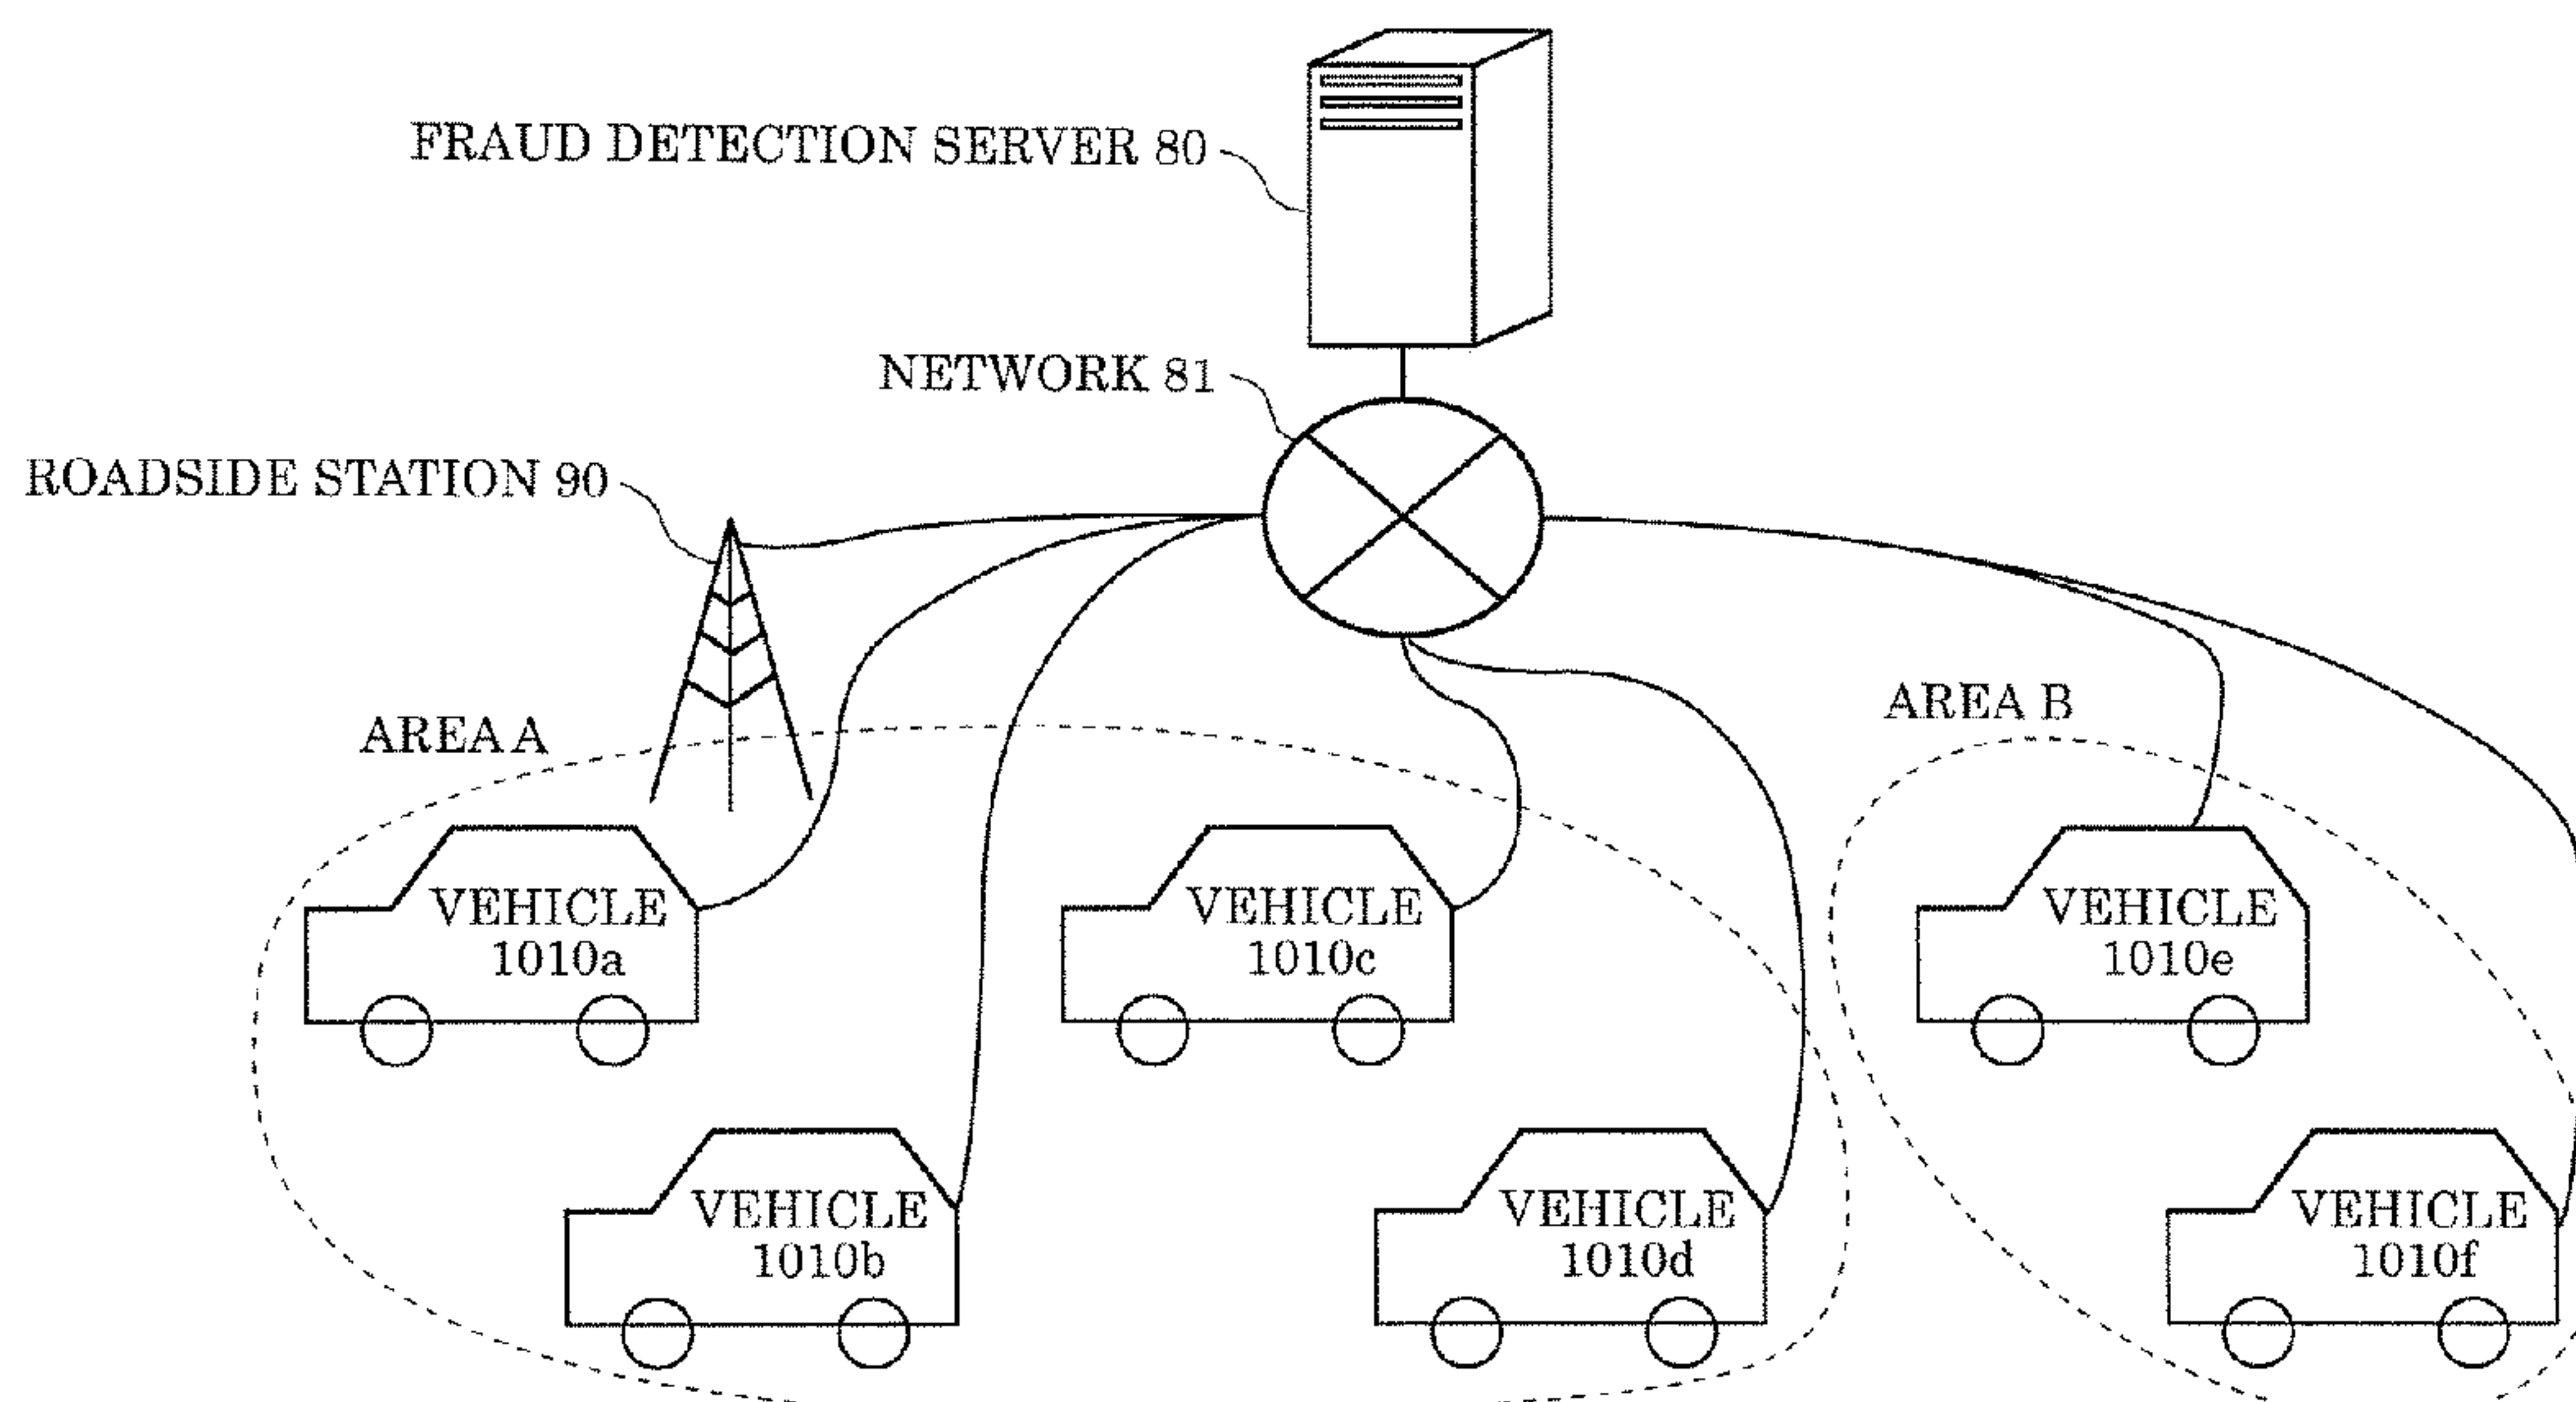 FRAUD DETECTION SERVER 80
NETWORK 81
ROADSIDE STATION 90
AREA A
AREA B
VEHICLE
1010a
VEHICLE
1010c
VEHICLE
1010e
VEHICLE
1010b
VEHICLE
1010d
VEHICLE
1010f